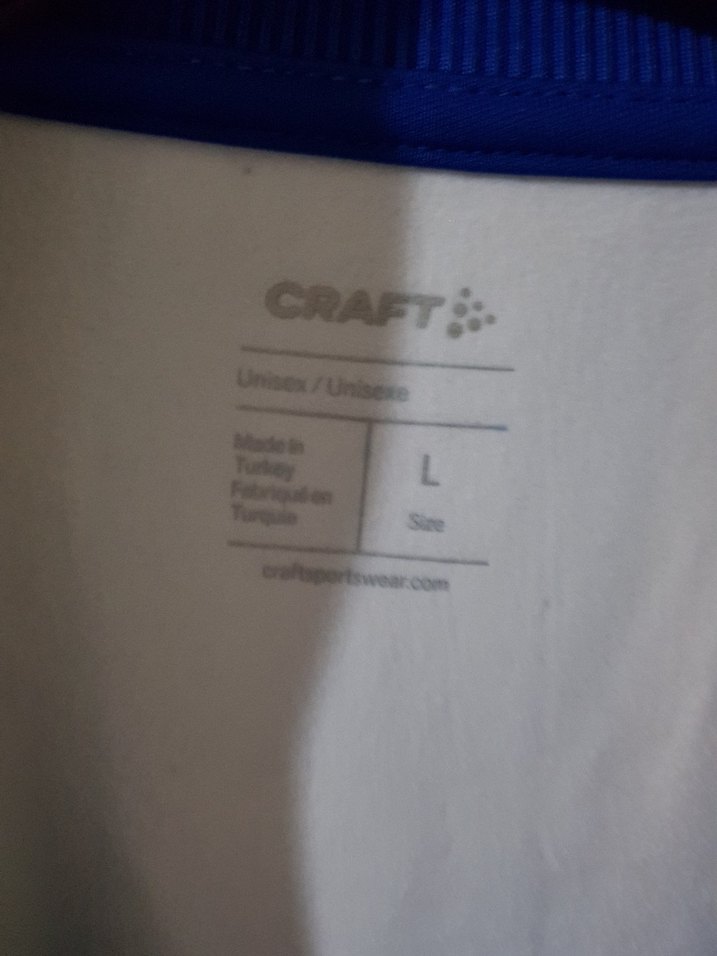 CRAFT
Unisex / Unisexe
Made in
Turkey
Fabriqué en
Turquie
L
Size
craftsportswear.com